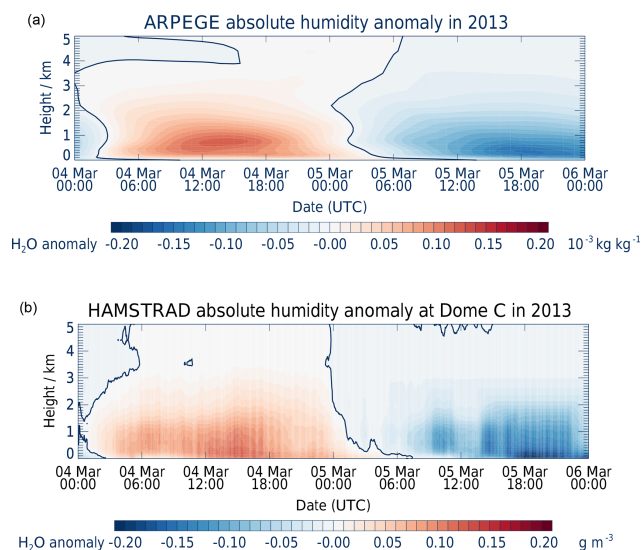 (a)
ARPEGE absolute humidity anomaly in 2013
5
4
3
2
1
0
Height / km
04 Mar 04 Mar 04 Mar 04 Mar 05 Mar 05 Mar 05 Mar 05 Mar 06 Mar
00:00 06:00 12:00 18:00 00:00 06:00 12:00 18:00 00:00
Date (UTC)
H₂O anomaly -0.20 -0.15 -0.10 -0.05 -0.00 0.05 0.10 0.15 0.20 10⁻³ kg kg⁻¹
(b)
HAMSTRAD absolute humidity anomaly at Dome C in 2013
5
4
3
2
1
0
Height / km
04 Mar 04 Mar 04 Mar 04 Mar 05 Mar 05 Mar 05 Mar 05 Mar 06 Mar
00:00 06:00 12:00 18:00 00:00 06:00 12:00 18:00 00:00
Date (UTC)
H₂O anomaly -0.20 -0.15 -0.10 -0.05 -0.00 0.05 0.10 0.15 0.20 g m⁻³